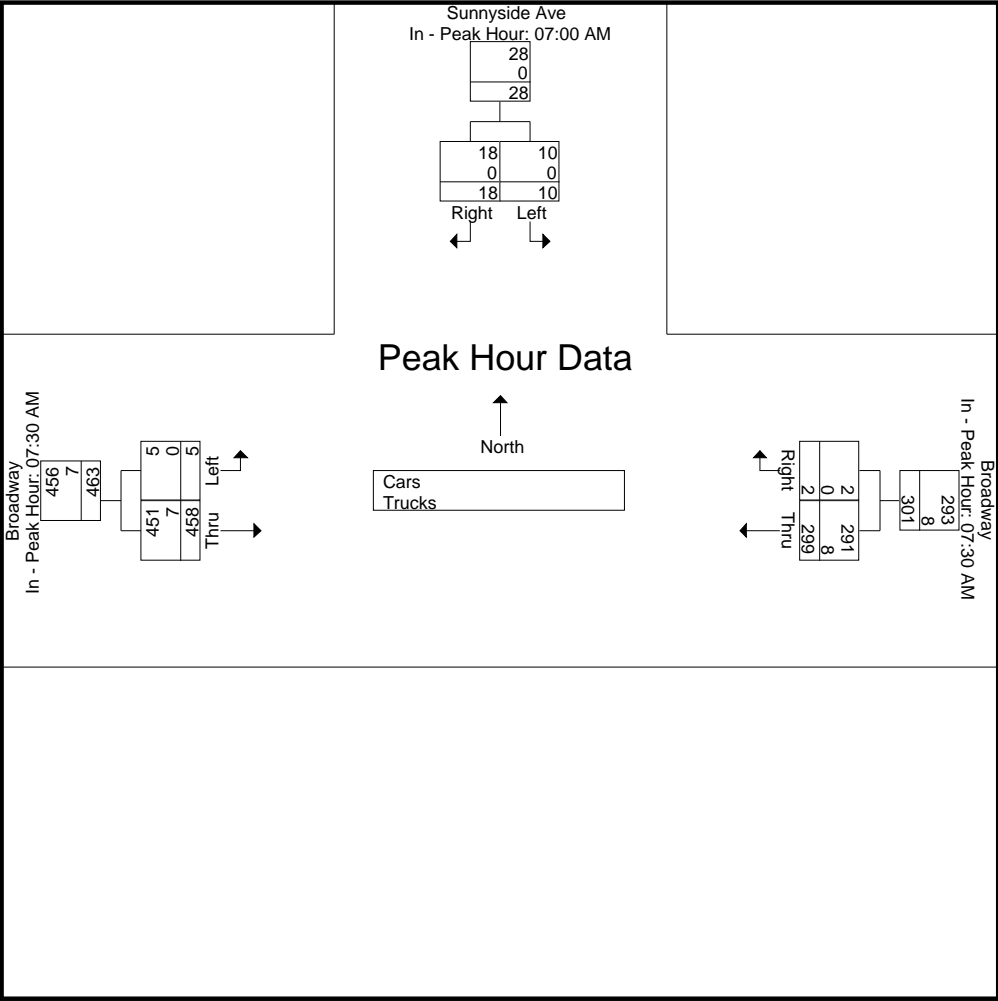 Sunnyside Ave
In - Peak Hour: 07:00 AM
28
0
28
18 10
0 0
18 10
Right Left
Peak Hour Data
North
Cars
Trucks
Broadway
In - Peak Hour: 07:30 AM
456
7
463
5 451
0 7
5 458
Left Thru
Broadway
In - Peak Hour: 07:30 AM
293
8
301
2 291
0 8
2 299
Right Thru